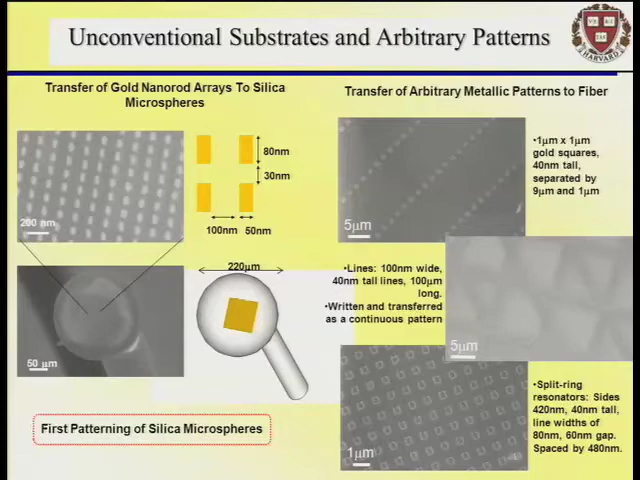 Unconventional Substrates and Arbitrary Patterns
HARVARD
Transfer of Gold Nanorod Arrays To Silica
Microspheres
200 nm
80nm
30nm
100nm
50nm
220µm
50 µm
First Patterning of Silica Microspheres
Transfer of Arbitrary Metallic Patterns to Fiber
5µm
•1µm x 1µm
gold squares,
40nm tall,
separated by
9µm and 1µm
•Lines: 100nm wide,
40nm tall lines, 100µm
long.
•Written and transferred
as a continuous pattern
5µm
1µm
•Split-ring
resonators: Sides
420nm, 40nm tall,
line widths of
80nm, 60nm gap.
Spaced by 480nm.